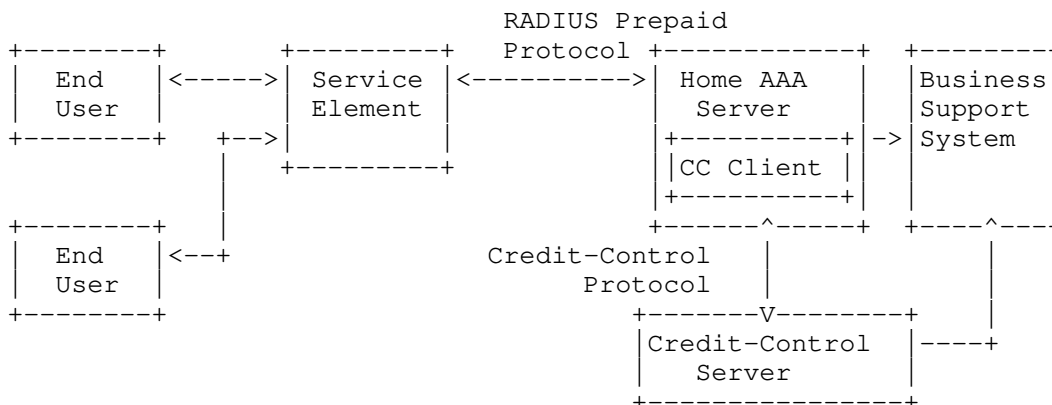 RADIUS Prepaid
Protocol
End Service Home AAA Business
User Element Server Support
System
CC Client
End Credit-Control
User Protocol
Credit-Control
Server